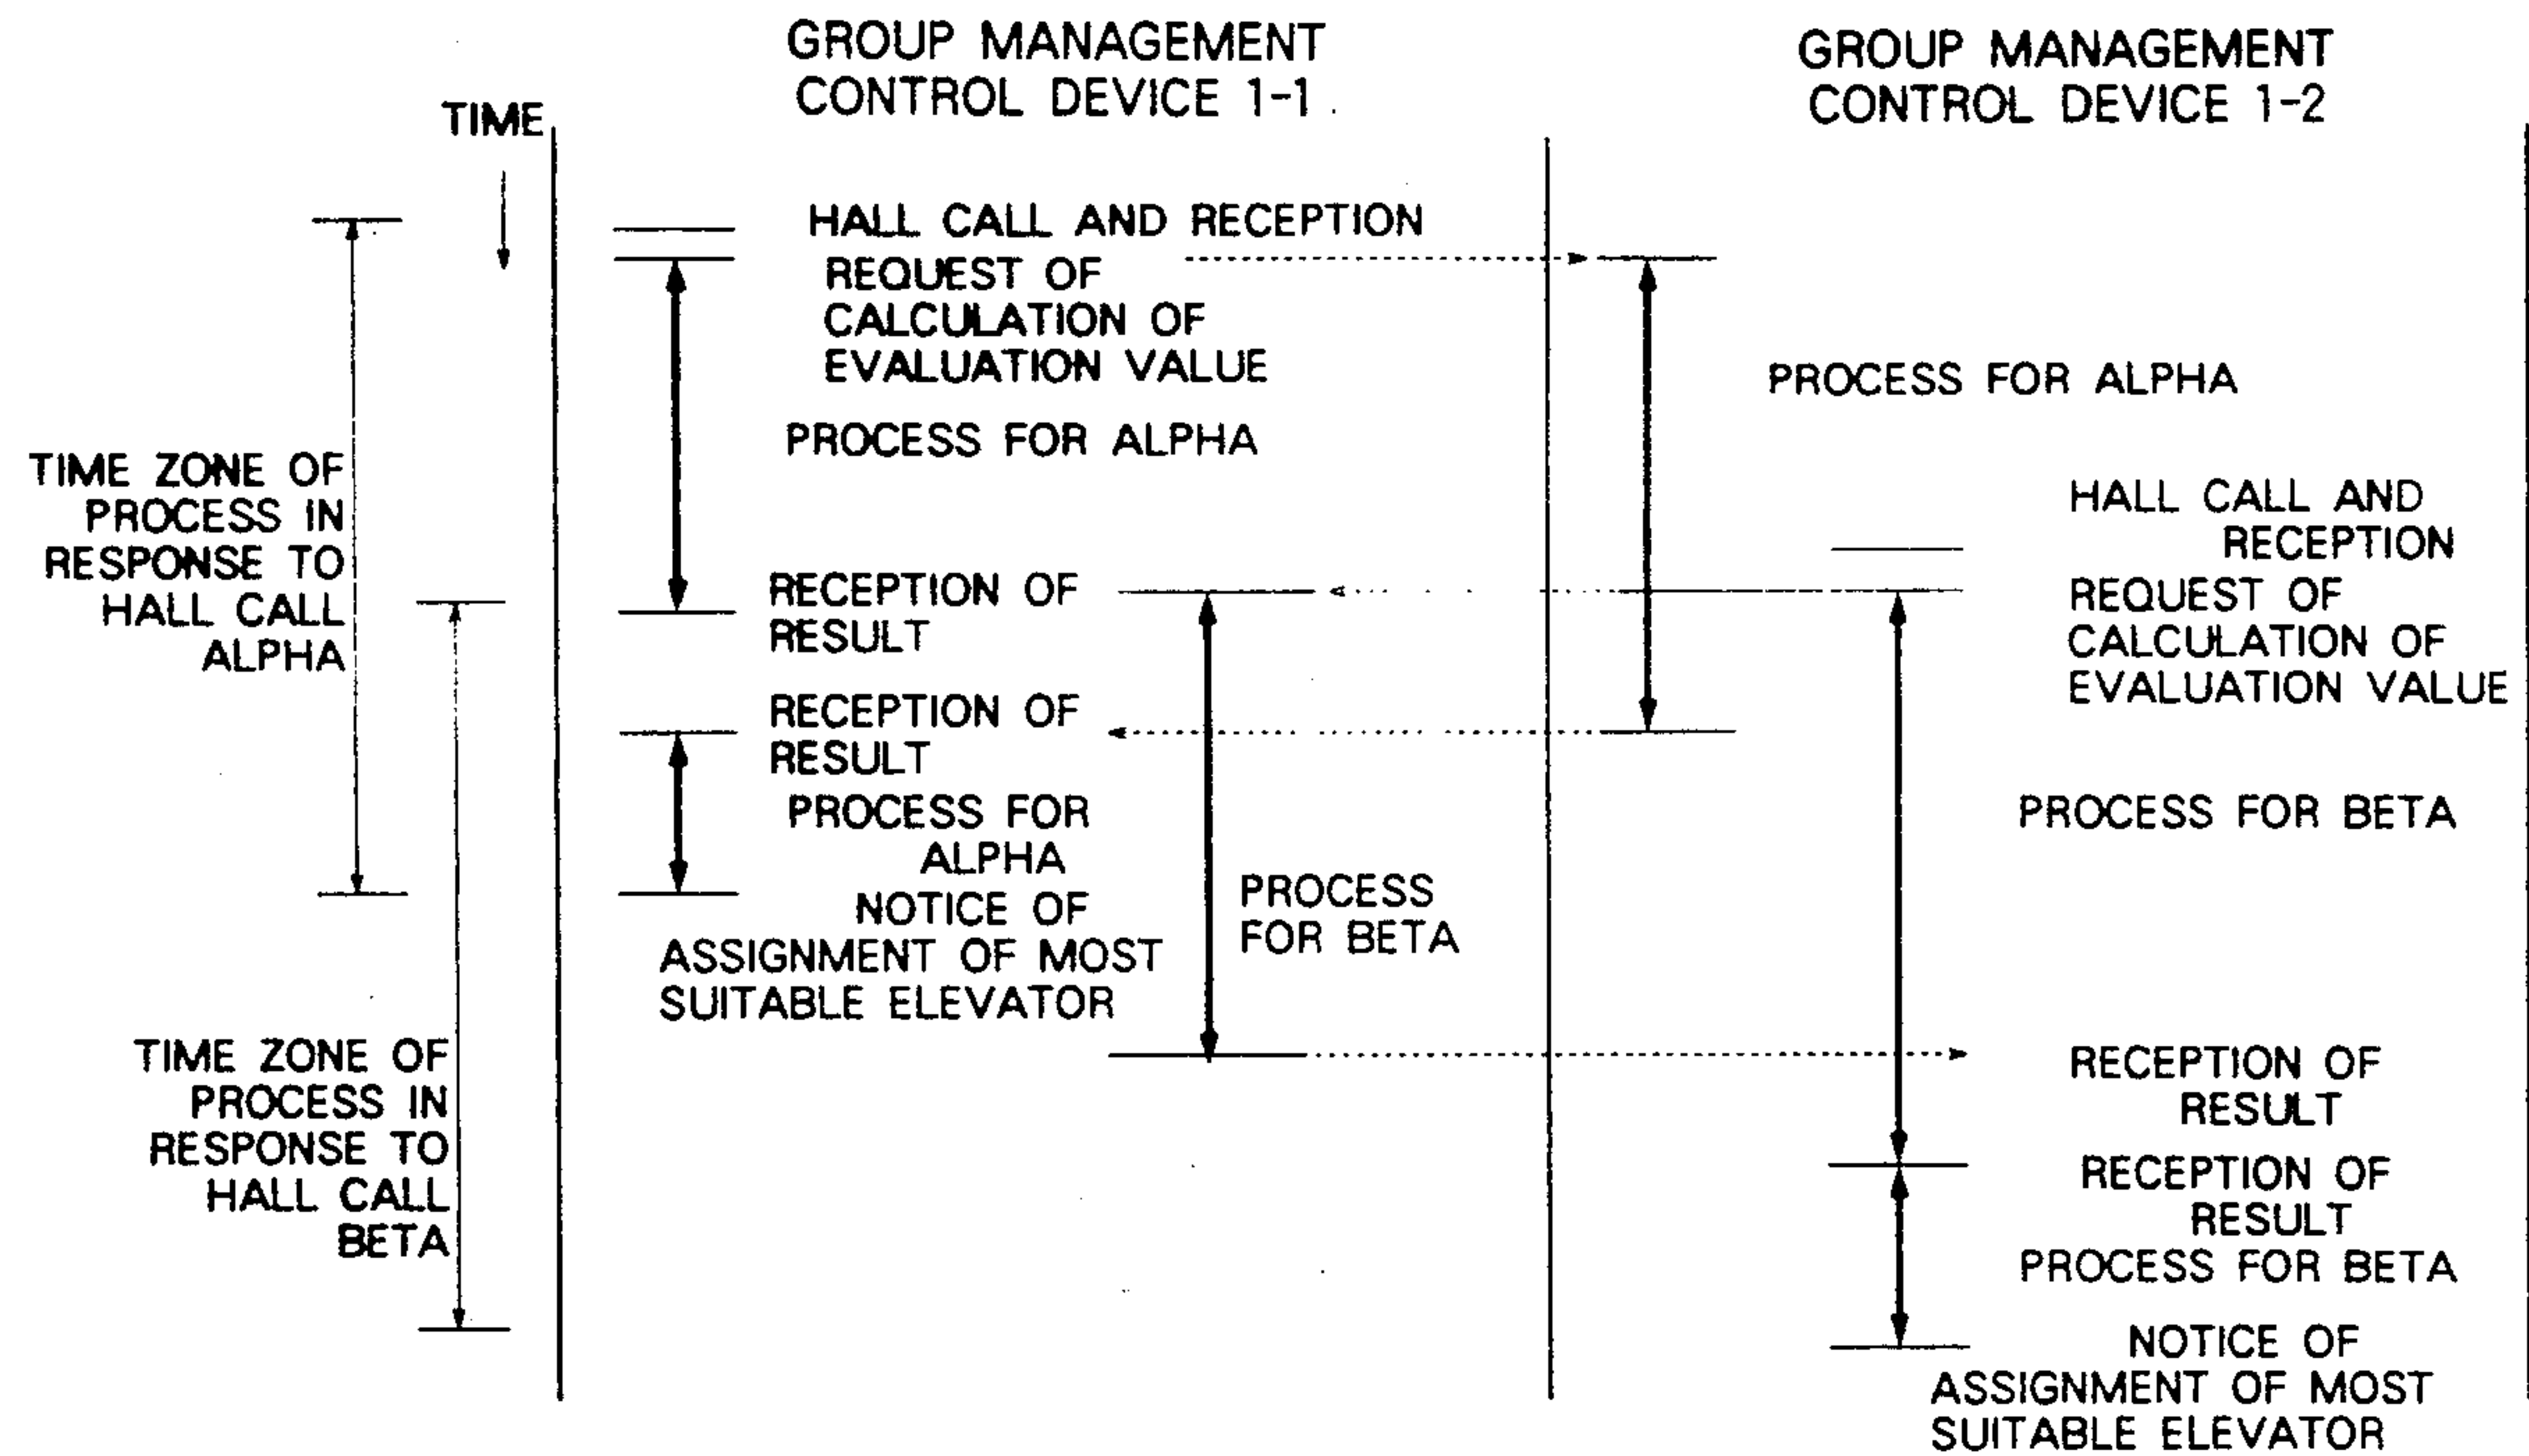 GROUP MANAGEMENT
CONTROL DEVICE 1-1
GROUP MANAGEMENT
CONTROL DEVICE 1-2
TIME
HALL CALL AND RECEPTION
REQUEST OF
CALCULATION OF
EVALUATION VALUE
PROCESS FOR ALPHA
PROCESS FOR ALPHA
TIME ZONE OF
PROCESS IN
RESPONSE TO
HALL CALL
ALPHA
HALL CALL AND
RECEPTION
RECEPTION OF
RESULT
REQUEST OF
CALCULATION OF
EVALUATION VALUE
RECEPTION OF
RESULT
PROCESS FOR
ALPHA
PROCESS FOR BETA
NOTICE OF
ASSIGNMENT OF MOST
SUITABLE ELEVATOR
PROCESS
FOR BETA
TIME ZONE OF
PROCESS IN
RESPONSE TO
HALL CALL
BETA
RECEPTION OF
RESULT
RECEPTION OF
RESULT
PROCESS FOR BETA
NOTICE OF
ASSIGNMENT OF MOST
SUITABLE ELEVATOR